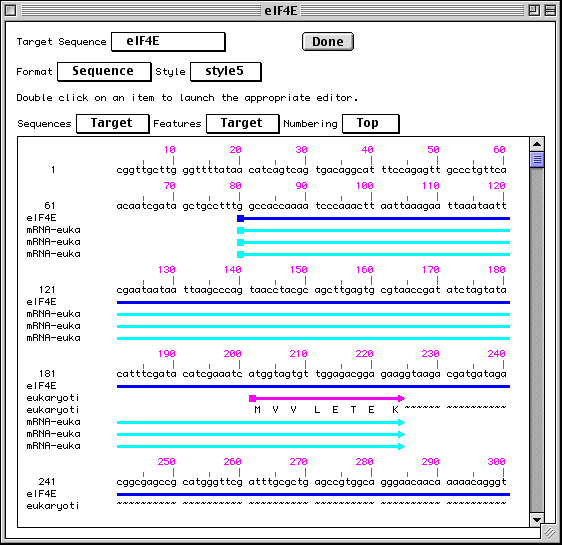 eIF4E
Target Sequence eIF4E Done
Format Sequence Style style5
Double click on an item to launch the appropriate editor.
Sequences Target Features Target Numbering Top
10 20 30 40 50 60
1 cggttgcttg ggttttataa catcagtcag tgacaggcat ttccagagtt gccctgttca
70 80 90 100 110 120
61 acaatcgata gctgcctttg gccaccaaaa tcccaaactt aattaaagaa ttaaataatt
eIF4E
mRNA-euka
mRNA-euka
mRNA-euka
130 140 150 160 170 180
121 cgaataataa ttaagcccag taacctacgc agcttgagtg cgtaaccgat atctagtata
eIF4E
mRNA-euka
mRNA-euka
mRNA-euka
190 200 210 220 230 240
181 catttcgata catcgaaatc atggtagtgt tggagacgga gaaggtaaga cgatgataga
eIF4E
eukaryoti
eukaryoti M V V L E T E K~~~~~~ ~~~~~~~~~~
mRNA-euka
mRNA-euka
mRNA-euka
250 260 270 280 290 300
241 cggcgagccg catgggttcg atttgcgctg agccgtggca gggaacaaca aaaacagggt
eIF4E
eukaryoti ~~~~~~~~~~ ~~~~~~~~~~ ~~~~~~~~~~ ~~~~~~~~~~ ~~~~~~~~~~ ~~~~~~~~~~